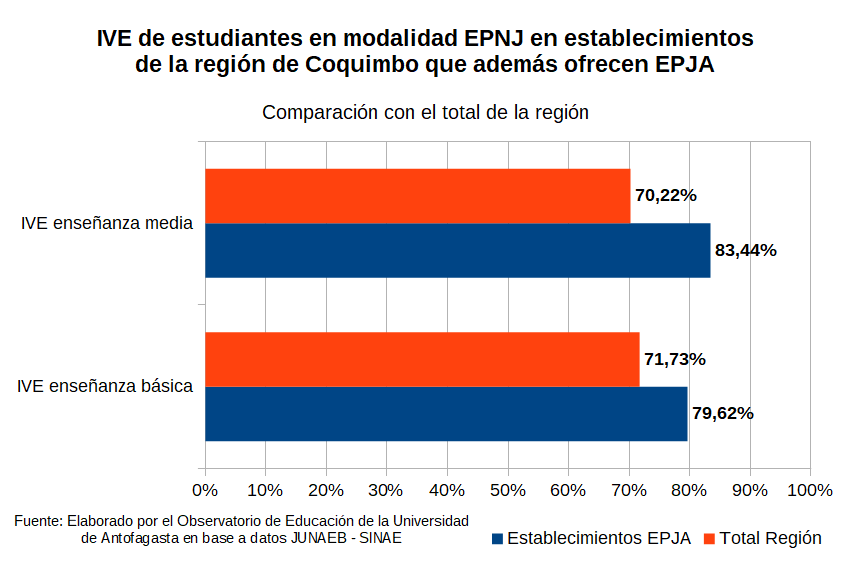 IVE de estudiantes en modalidad EPNJ en establecimientos
de la región de Coquimbo que además ofrecen EPJA
Comparación con el total de la región
IVE enseñanza media
70,22%
83,44%
IVE enseñanza básica
71,73%
79,62%
0% 10% 20% 30% 40% 50% 60% 70% 80% 90% 100%
Fuente: Elaborado por el Observatorio de Educación de la Universidad
de Antofagasta en base a datos JUNAEB - SINAE
Establecimientos EPJA Total Región